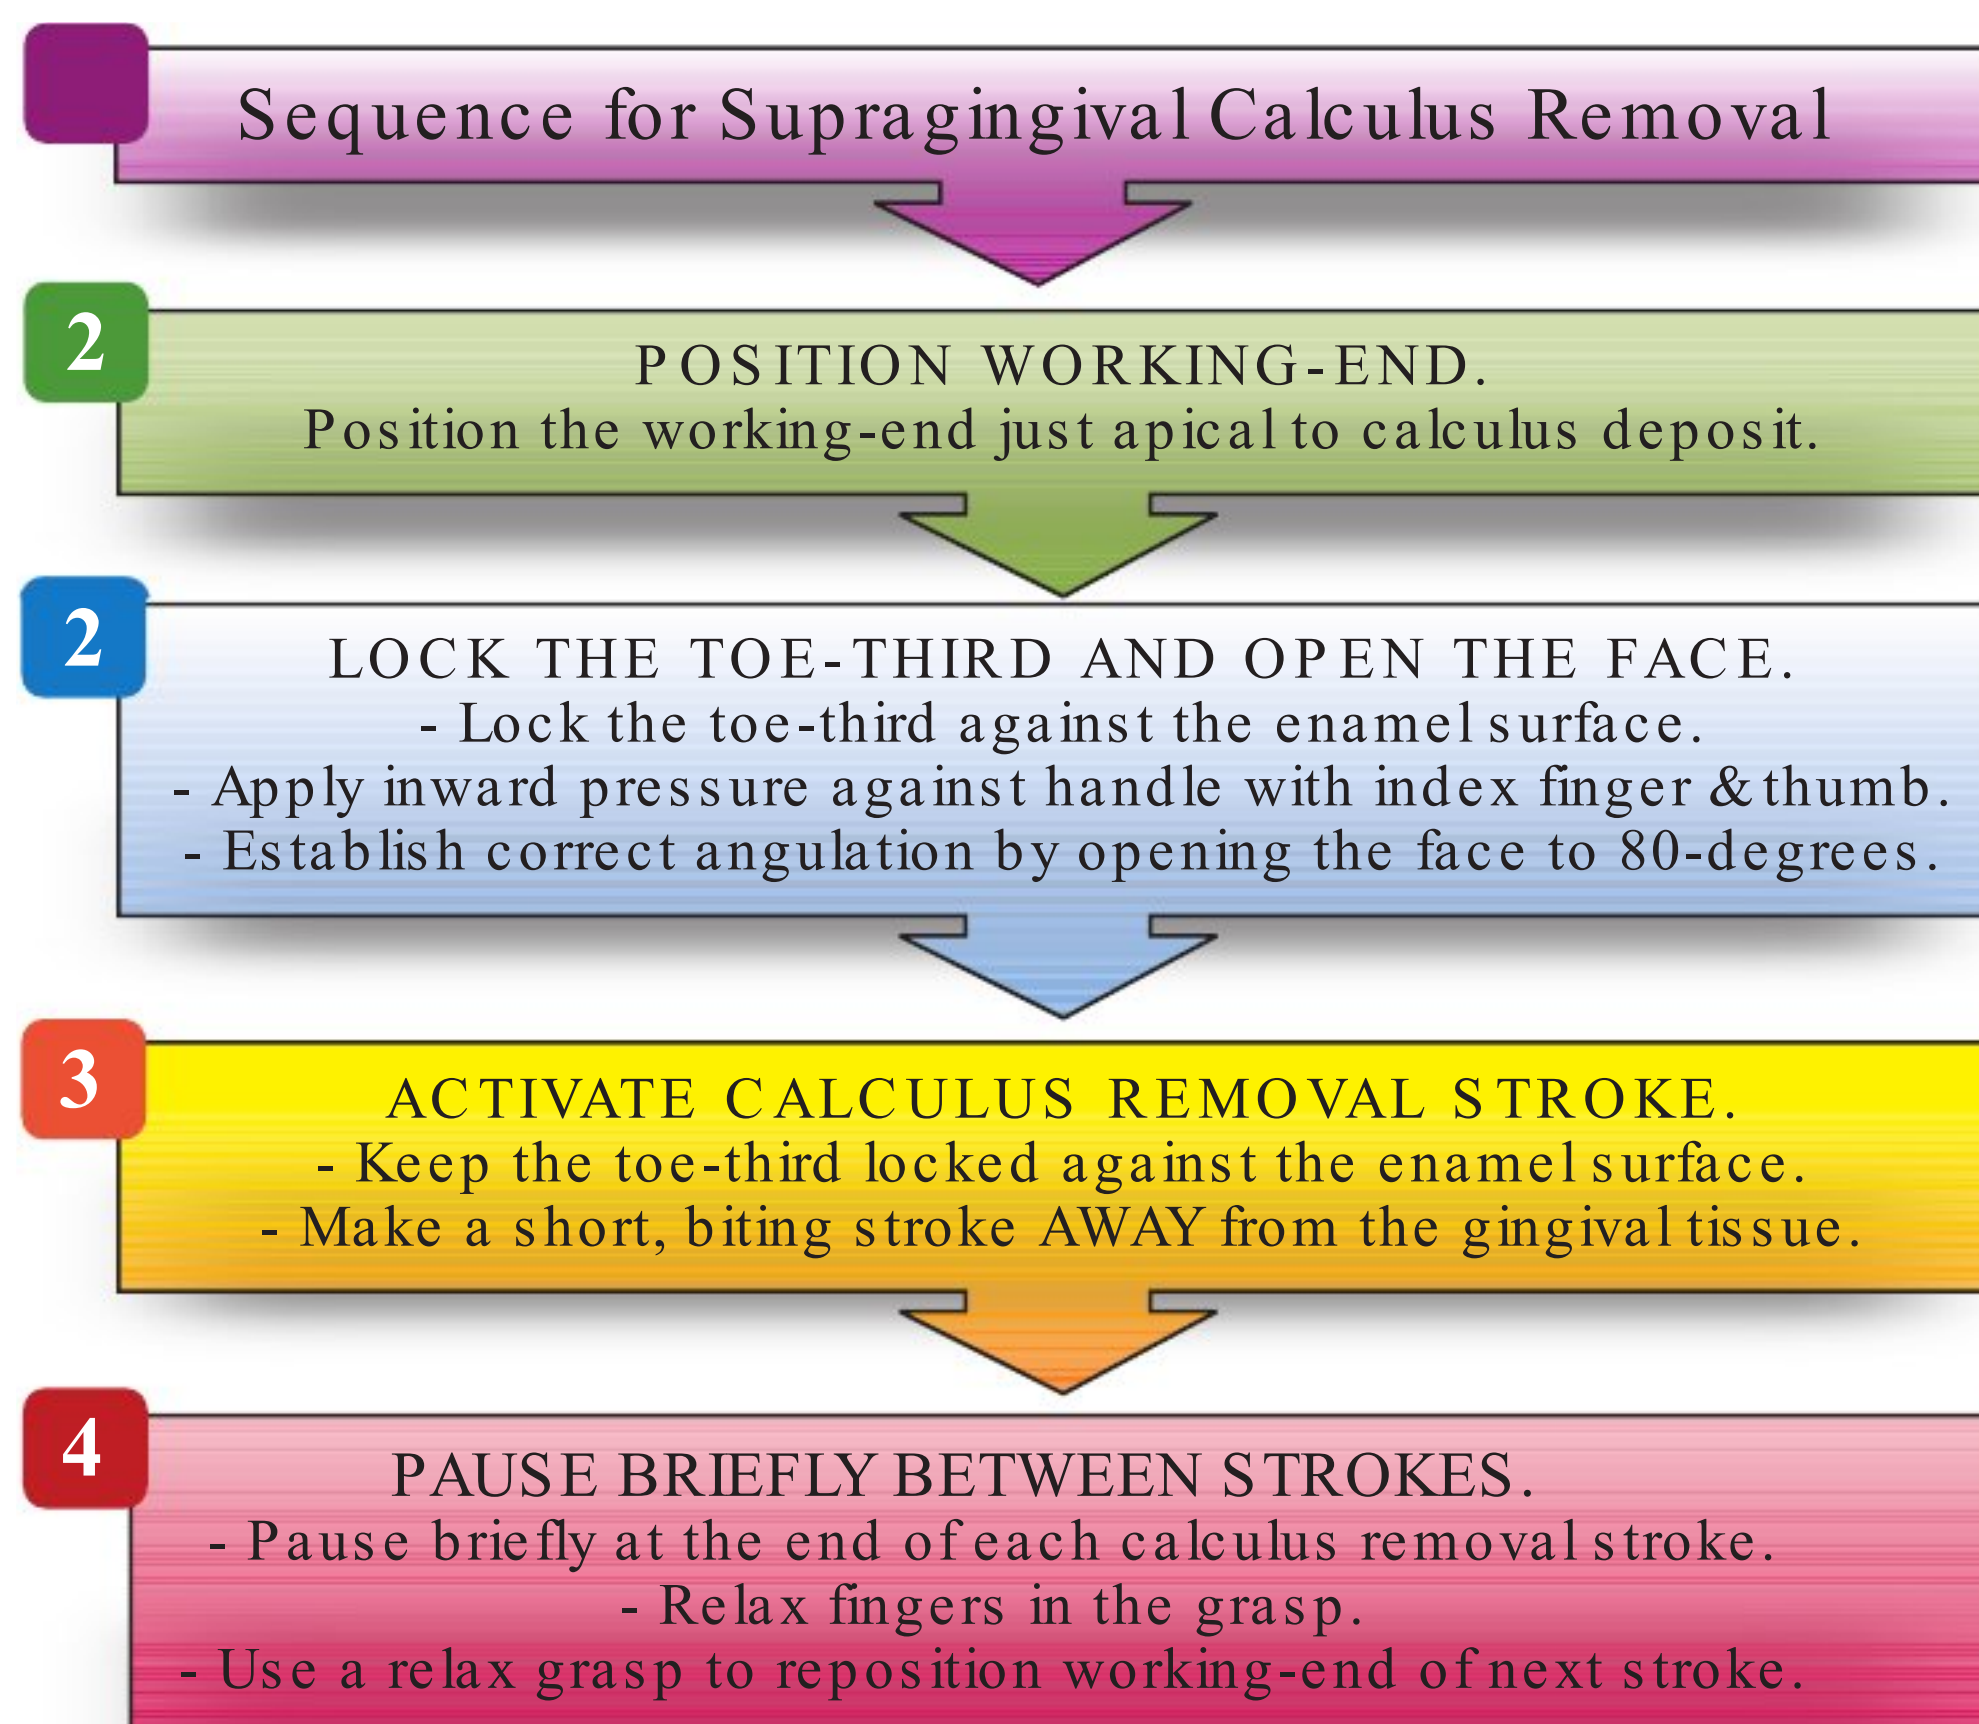 Sequence for Supragingival Calculus Removal
2
POSITION WORKING-END.
Position the working-end just apical to calculus deposit.
2
LOCK THE TOE-THIRD AND OPEN THE FACE.
- Lock the toe-third against the enamel surface.
- Apply inward pressure against handle with index finger & thumb.
- Establish correct angulation by opening the face to 80-degrees.
3
ACTIVATE CALCULUS REMOVAL STROKE.
- Keep the toe-third locked against the enamel surface.
- Make a short, biting stroke AWAY from the gingival tissue.
4
PAUSE BRIEFLY BETWEEN STROKES.
- Pause briefly at the end of each calculus removal stroke.
- Relax fingers in the grasp.
- Use a relax grasp to reposition working-end of next stroke.